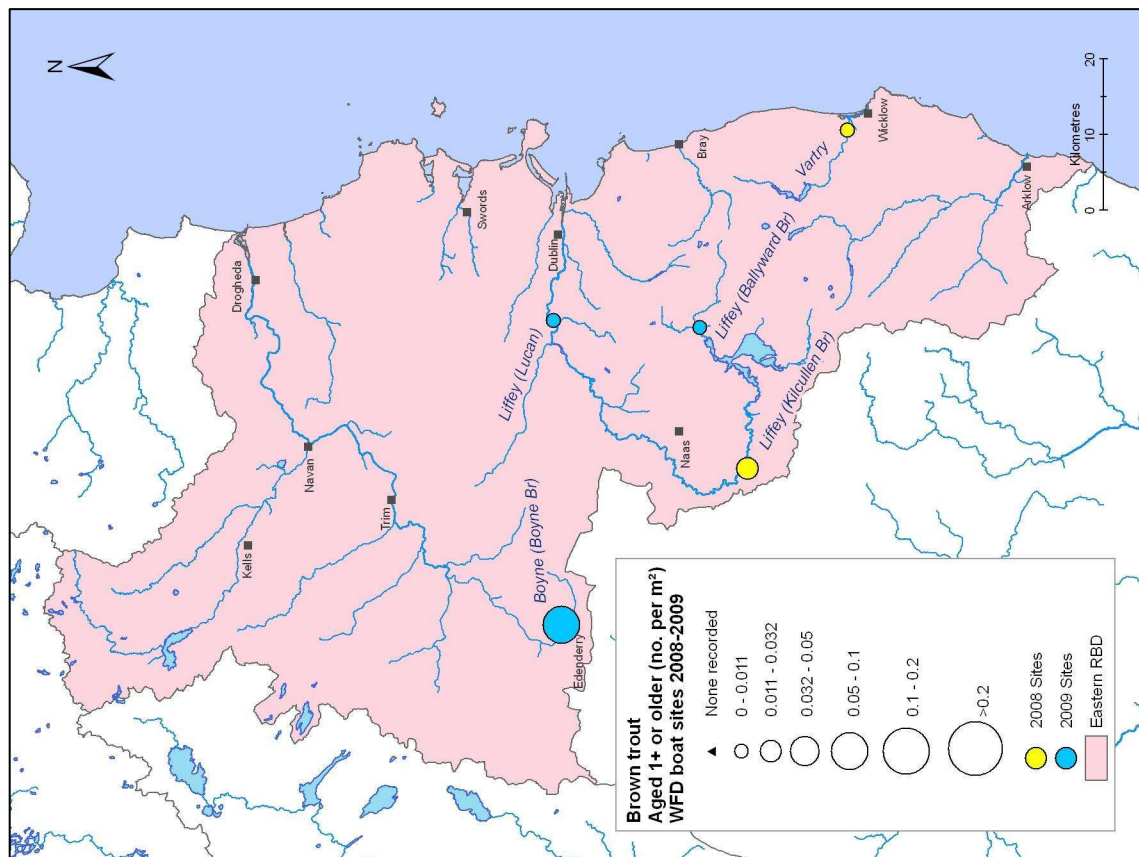 N
Drogheda
Kells
Navan
Trim
Swords
Dublin
Liffey (Lucan)
Boyne (Boyne Br)
Edenderry
Bray
Naas
Liffey (Ballyward Br)
Liffey (Kilcullen Br)
Vartry
Wicklow
Arklow
0 10 20
Kilometres
Brown trout
Aged 1+ or older (no. per m²)
WFD boat sites 2008-2009
None recorded
0 - 0.011
0.011 - 0.032
0.032 - 0.05
0.05 - 0.1
0.1 - 0.2
>0.2
2008 Sites
2009 Sites
Eastern RBD